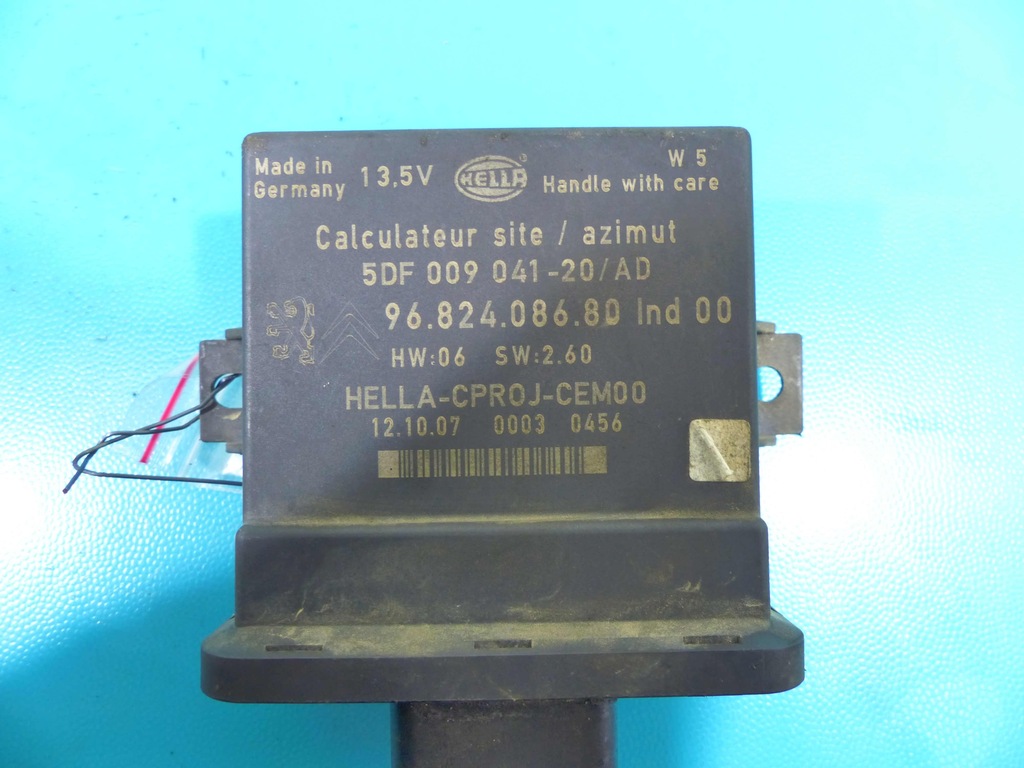 Made in
Germany
13,5V
HELLA
®
W 5
Handle with care
Calculateur site / azimut
5DF 009 041-20/AD
96.824.086.80 Ind 00
HW:06 SW:2.60
HELLA-CPROJ-CEM00
12.10.07 0003 0456